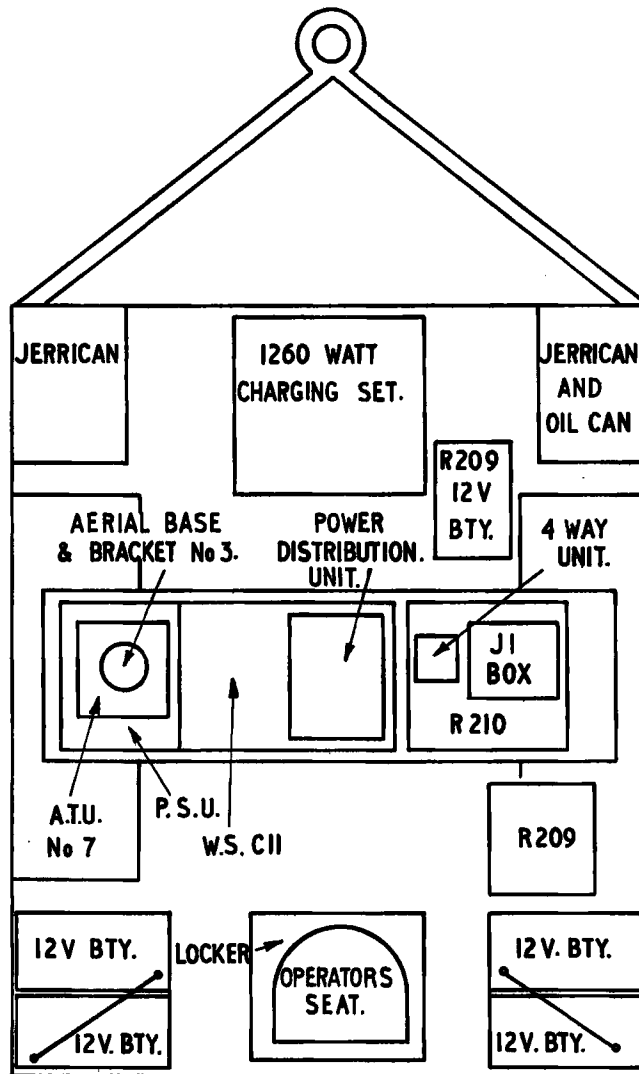 JERRICAN
1260 WATT
CHARGING SET.
JERRICAN
AND
OIL CAN
R209
12V
BTY.
AERIAL BASE
& BRACKET No 3.
POWER
DISTRIBUTION.
UNIT.
4 WAY
UNIT.
J1
BOX
R210
A.T.U.
No 7
P.S.U.
W.S. C11
R209
12V BTY.
12V. BTY.
LOCKER
OPERATORS
SEAT.
12V. BTY.
12V. BTY.